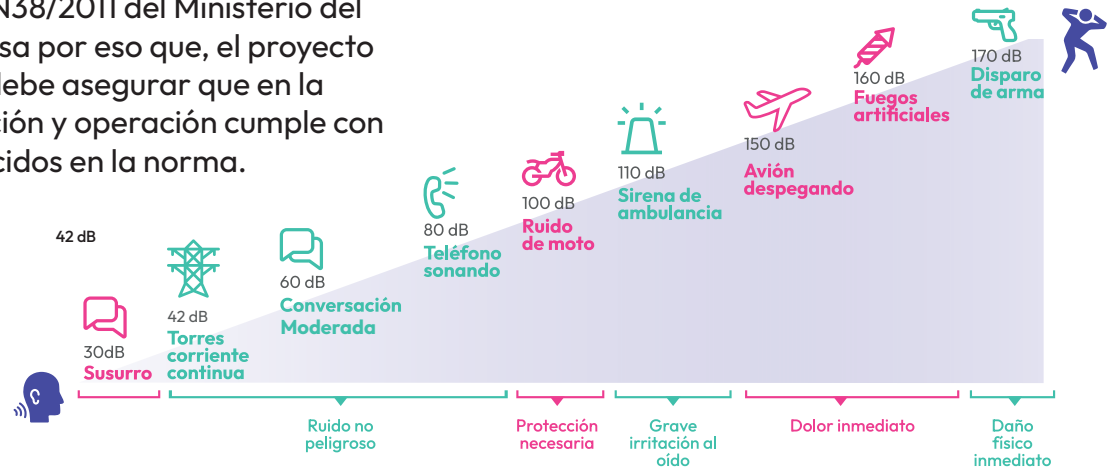 N38/2011 del Ministerio del
sa por eso que, el proyecto
debe asegurar que en la
ción y operación cumple con
cidos en la norma.
42 dB
30dB
Susurro
42 dB
Torres
corriente
continua
60 dB
Conversación
Moderada
80 dB
Teléfono
sonando
100 dB
Ruido
de moto
110 dB
Sirena de
ambulancia
150 dB
Avión
despegando
160 dB
Fuegos
artificiales
170 dB
Disparo
de arma
Ruido no
peligroso
Protección
necesaria
Grave
irritación al
oído
Dolor inmediato
Daño
físico
inmediato